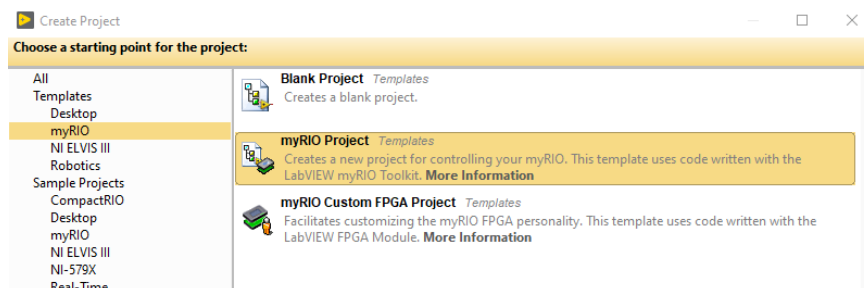 Create Project
Choose a starting point for the project:
All
Templates
Desktop
myRIO
NI ELVIS III
Robotics
Sample Projects
CompactRIO
Desktop
myRIO
NI ELVIS III
NI-579X
Real-Time
Blank Project Templates
Creates a blank project.
myRIO Project Templates
Creates a new project for controlling your myRIO. This template uses code written with the
LabVIEW myRIO Toolkit. More Information
myRIO Custom FPGA Project Templates
Facilitates customizing the myRIO FPGA personality. This template uses code written with the
LabVIEW FPGA Module. More Information